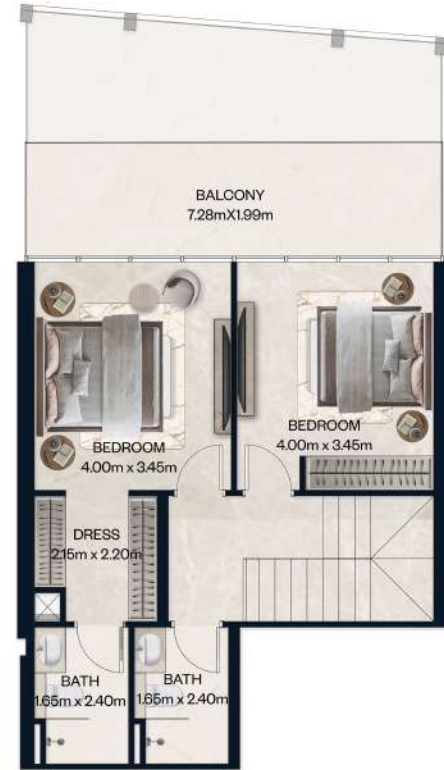 BALCONY
7.28mX1.99m
BEDROOM
4.00m x 3.45m
BEDROOM
4.00m x 3.45m
DRESS
2.15m x 2.20m
BATH
1.65m x 2.40m
BATH
1.65m x 2.40m